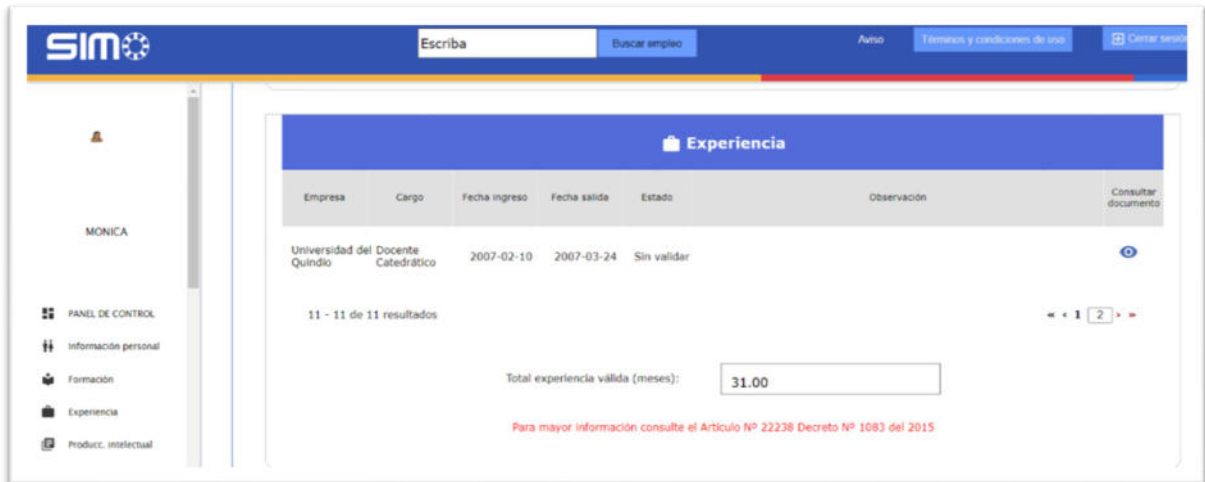 SIMO
Escriba
Buscar empleo
Aviso
Términos y condiciones de uso
Cerrar sesión
MONICA
PANEL DE CONTROL
Información personal
Formación
Experiencia
Producc. intelectual
Experiencia
Empresa Cargo Fecha ingreso Fecha salida Estado Observación Consultar documento
Universidad del Quindio Docente Catedrático 2007-02-10 2007-03-24 Sin validar
11 - 11 de 11 resultados
« ‹ 1 2 › »
Total experiencia válida (meses): 31.00
Para mayor información consulte el Artículo Nº 22238 Decreto Nº 1083 del 2015